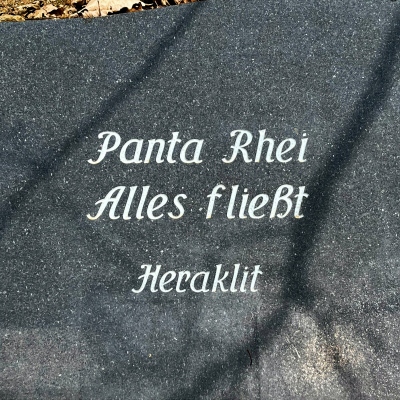 Panta Rhei
Alles fließt
Heraklit